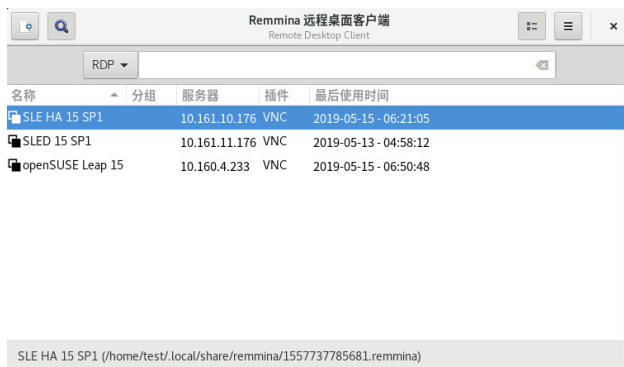 Remmina 远程桌面客户端
Remote Desktop Client
RDP
名称 分组 服务器 插件 最后使用时间
SLE HA 15 SP1 10.161.10.176 VNC 2019-05-15 - 06:21:05
SLED 15 SP1 10.161.11.176 VNC 2019-05-13 - 04:58:12
openSUSE Leap 15 10.160.4.233 VNC 2019-05-15 - 06:50:48
SLE HA 15 SP1 (/home/test/.local/share/remmina/1557737785681.remmina)